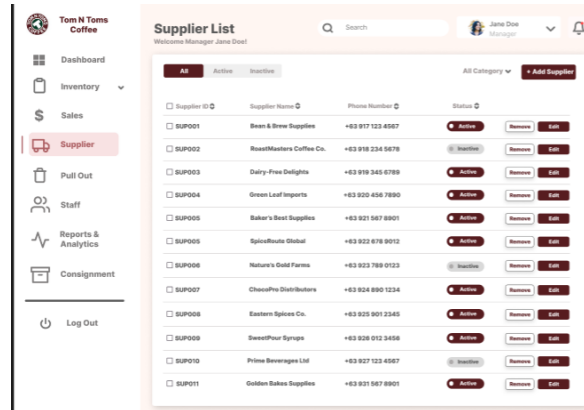 Tom N Toms
Coffee
Dashboard
Inventory
Sales
Supplier
Pull Out
Staff
Reports &
Analytics
Consignment
Log Out
Supplier List
Welcome Manager Jane Doe!
Search
Jane Doe
Manager
All Active Inactive
All Category + Add Supplier
Supplier ID Supplier Name Phone Number Status
SUP001 Bean & Brew Supplies +63 917 123 4567 Active Remove Edit
SUP002 RoastMasters Coffee Co. +63 918 234 5678 Inactive Remove Edit
SUP003 Dairy-Free Delights +63 919 345 6789 Active Remove Edit
SUP004 Green Leaf Imports +63 920 456 7890 Active Remove Edit
SUP005 Baker's Best Supplies +63 921 567 8901 Active Remove Edit
SUP005 SpiceRoute Global +63 922 678 9012 Active Remove Edit
SUP006 Nature's Gold Farms +63 923 789 0123 Inactive Remove Edit
SUP007 ChocoPro Distributors +63 924 890 1234 Active Remove Edit
SUP008 Eastern Spices Co. +63 925 901 2345 Active Remove Edit
SUP009 SweetPour Syrups +63 926 012 3456 Active Remove Edit
SUP010 Prime Beverages Ltd +63 927 123 4567 Inactive Remove Edit
SUP011 Golden Bakes Supplies +63 931 567 8901 Active Remove Edit